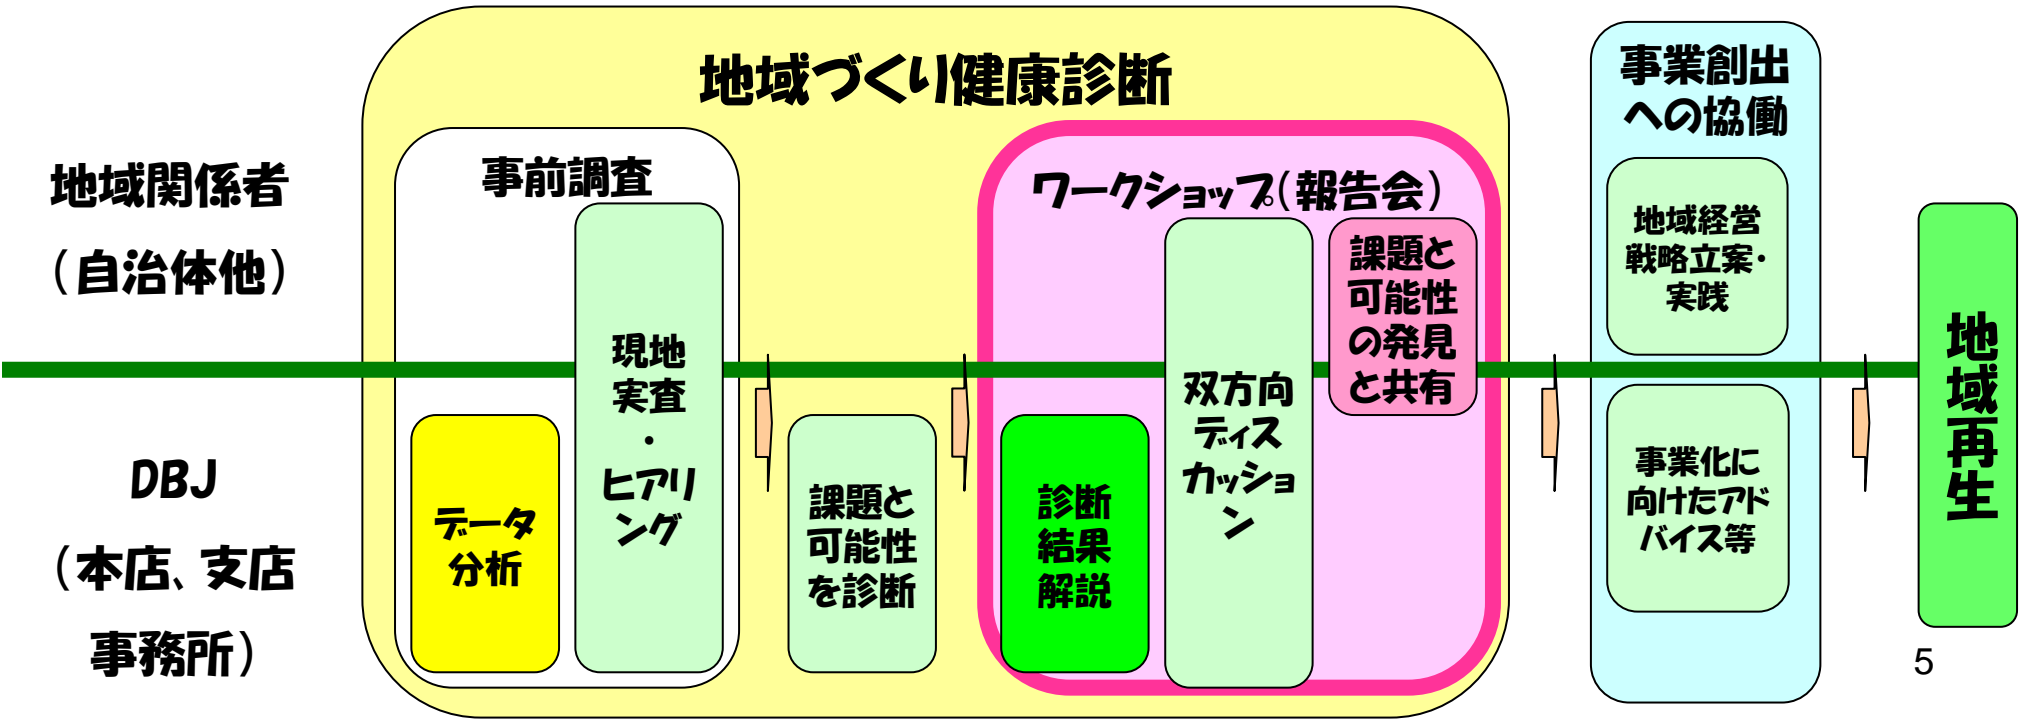 地域づくり健康診断
地域関係者
（自治体他）
DBJ
（本店、支店
事務所）
事前調査
データ
分析
現地
実査
・
ヒアリ
ング
課題と
可能性
を診断
ワークショップ（報告会）
診断
結果
解説
双方向
ディス
カッショ
ン
課題と
可能性
の発見
と共有
事業創出
への協働
地域経営
戦略立案・
実践
事業化に
向けたアド
バイス等
地域再生
5